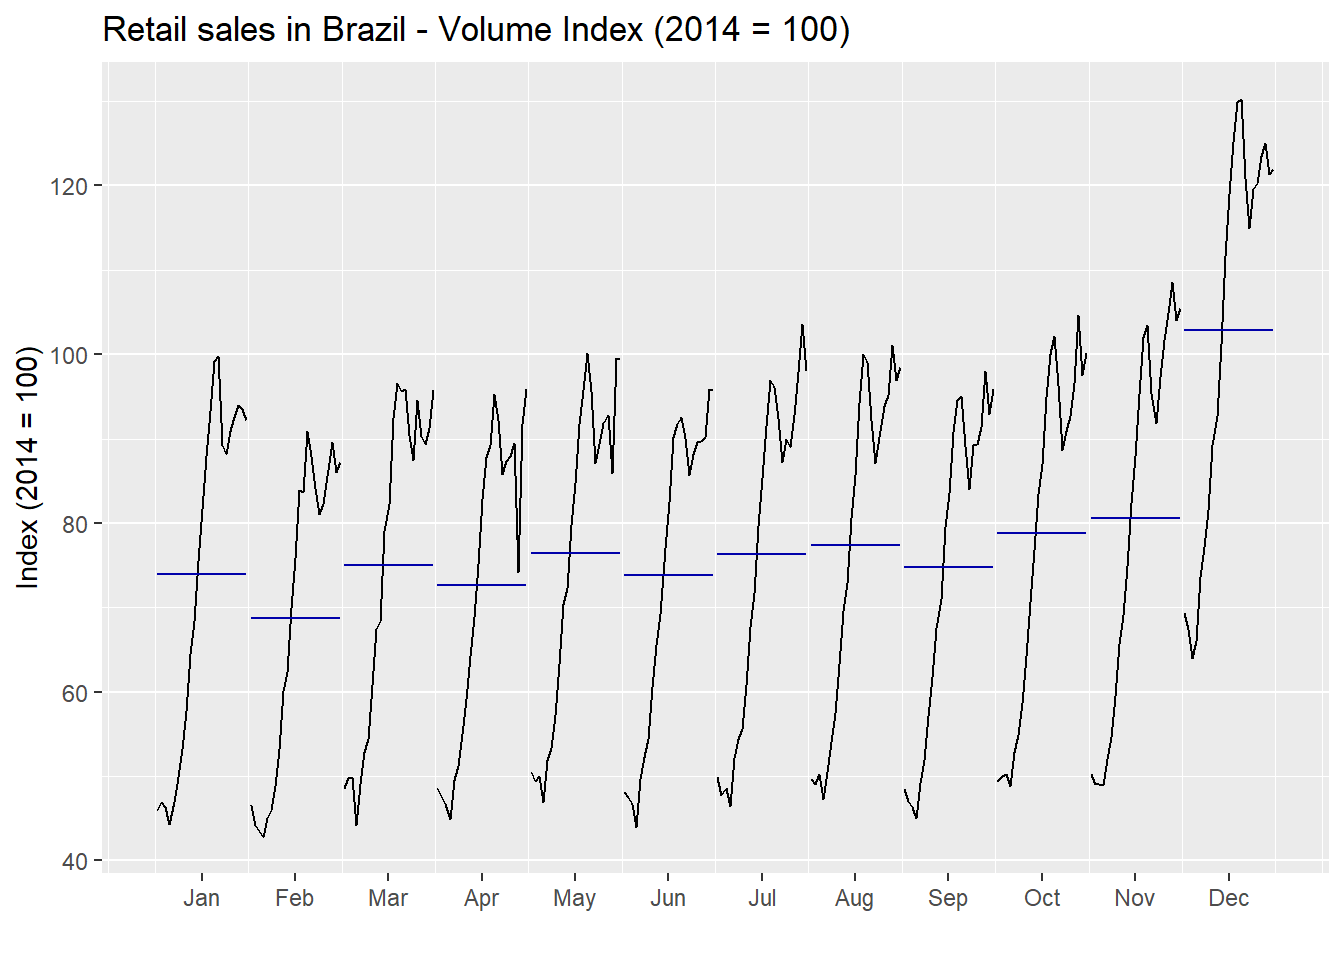 Retail sales in Brazil - Volume Index (2014 = 100)
Index (2014 = 100)
120
100
80
60
40
Jan Feb Mar Apr May Jun Jul Aug Sep Oct Nov Dec